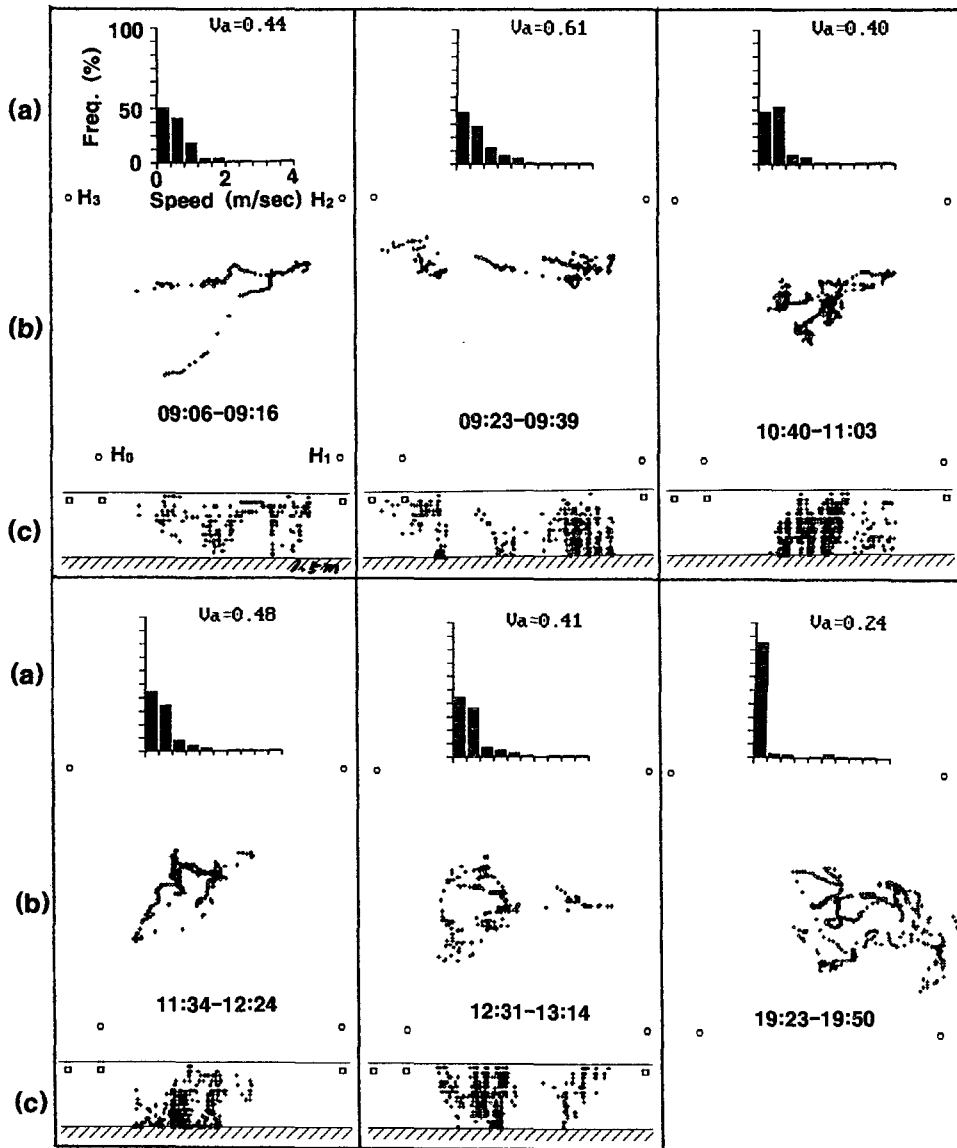 Va=0.44
Va=0.61
Va=0.40
(a)
Freq. (%)
100
50
0
0 2 4
Speed (m/sec)
H3
H2
(b)
09:06-09:16
09:23-09:39
10:40-11:03
H0
H1
(c)
Va=0.48
Va=0.41
Va=0.24
(a)
(b)
11:34-12:24
12:31-13:14
19:23-19:50
(c)